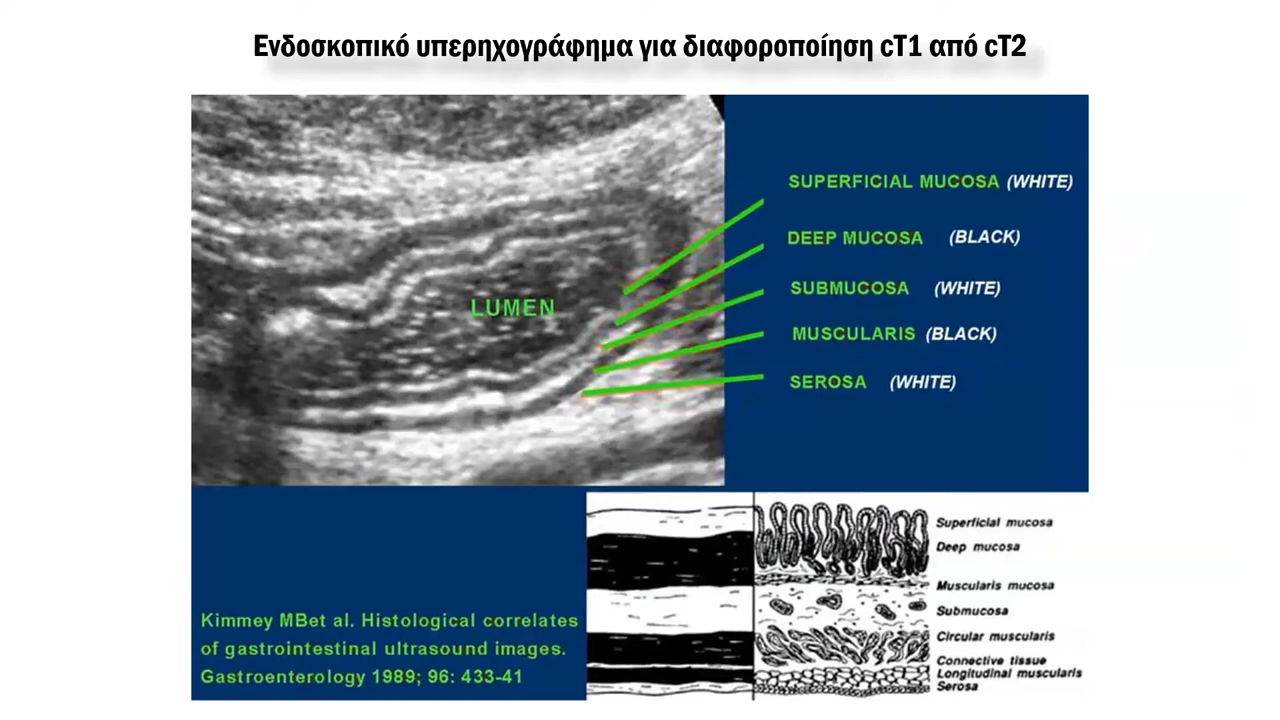 Ενδοσκοπικό υπερηχογράφημα για διαφοροποίηση cT1 από cT2
SUPERFICIAL MUCOSA (WHITE)
DEEP MUCOSA (BLACK)
SUBMUCOSA (WHITE)
MUSCULARIS (BLACK)
SEROSA (WHITE)
LUMEN
Superficial mucosa
Deep mucosa
Muscularis mucosa
Submucosa
Circular muscularis
Connective tissue
Longitudinal muscularis
Serosa
Kimmey MBet al. Histological correlates
of gastrointestinal ultrasound images.
Gastroenterology 1989; 96: 433-41